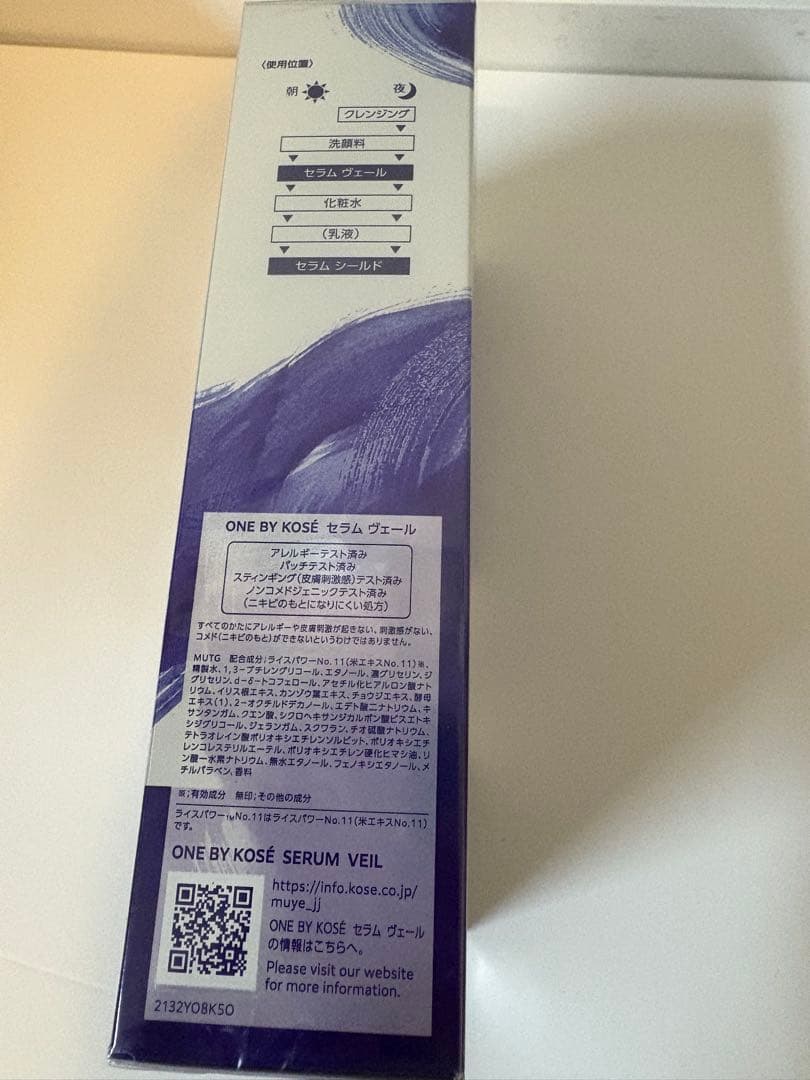 〈使用位置〉
朝 夜
クレンジング
洗顔料
セラム ヴェール
化粧水
(乳液)
セラム シールド
ONE BY KOSÉ セラム ヴェール
アレルギーテスト済み
パッチテスト済み
スティンギング(皮膚刺激感)テスト済み
ノンコメドジェニックテスト済み
(ニキビのもとになりにくい処方)
すべてのかたにアレルギーや皮膚刺激が起きない、刺激感がない、
コメド(ニキビのもと)ができないというわけではありません。
MUTG 配合成分;ライスパワーNo.11(米エキスNo.11)※、
精製水、1,3-ブチレングリコール、エタノール、濃グリセリン、ジ
グリセリン、d-δ-トコフェロール、アセチル化ヒアルロン酸ナト
リウム、イリス根エキス、カンゾウ葉エキス、チョウジエキス、酵母
エキス(1)、2-オクチルドデカノール、エデト酸二ナトリウム、キ
サンタンガム、クエン酸、シクロヘキサンジカルボン酸ビスエトキ
シジグリコール、ジェランガム、スクワラン、チオ硫酸ナトリウム、
テトラオレイン酸ポリオキシエチレンソルビット、ポリオキシエチ
レンコレステリルエーテル、ポリオキシエチレン硬化ヒマシ油、リ
ン酸一水素ナトリウム、無水エタノール、フェノキシエタノール、メ
チルパラベン、香料
※;有効成分 無印;その他の成分
ライスパワー™No.11はライスパワーNo.11(米エキスNo.11)
です。
ONE BY KOSÉ SERUM VEIL
https://info.kose.co.jp/
muye_jj
ONE BY KOSÉ セラム ヴェール
の情報はこちらへ。
Please visit our website
for more information.
2132YO8K5O